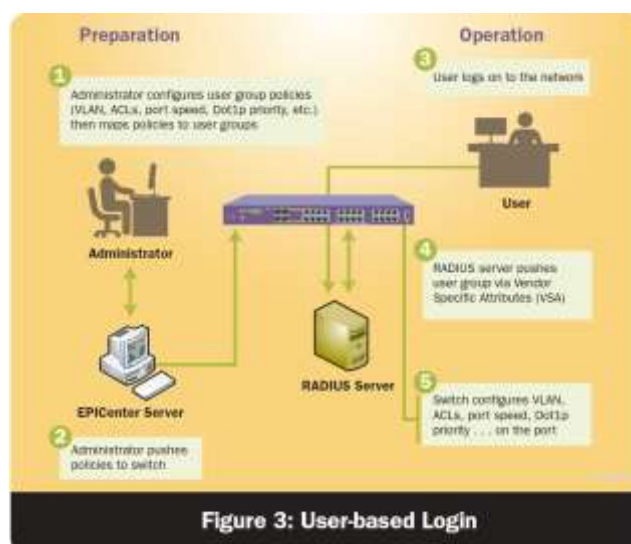 Preparation
Operation
1
Administrator configures user group policies
(VLAN, ACLs, port speed, Dot1p priority, etc.)
then maps policies to user groups
3
User logs on to the network
Administrator
User
4
RADIUS server pushes
user group via Vendor
Specific Attributes (VSA)
EPICenter Server
RADIUS Server
5
Switch configures VLAN,
ACLs, port speed, Dot1p
priority . . . on the port
2
Administrator pushes
policies to switch
Figure 3: User-based Login